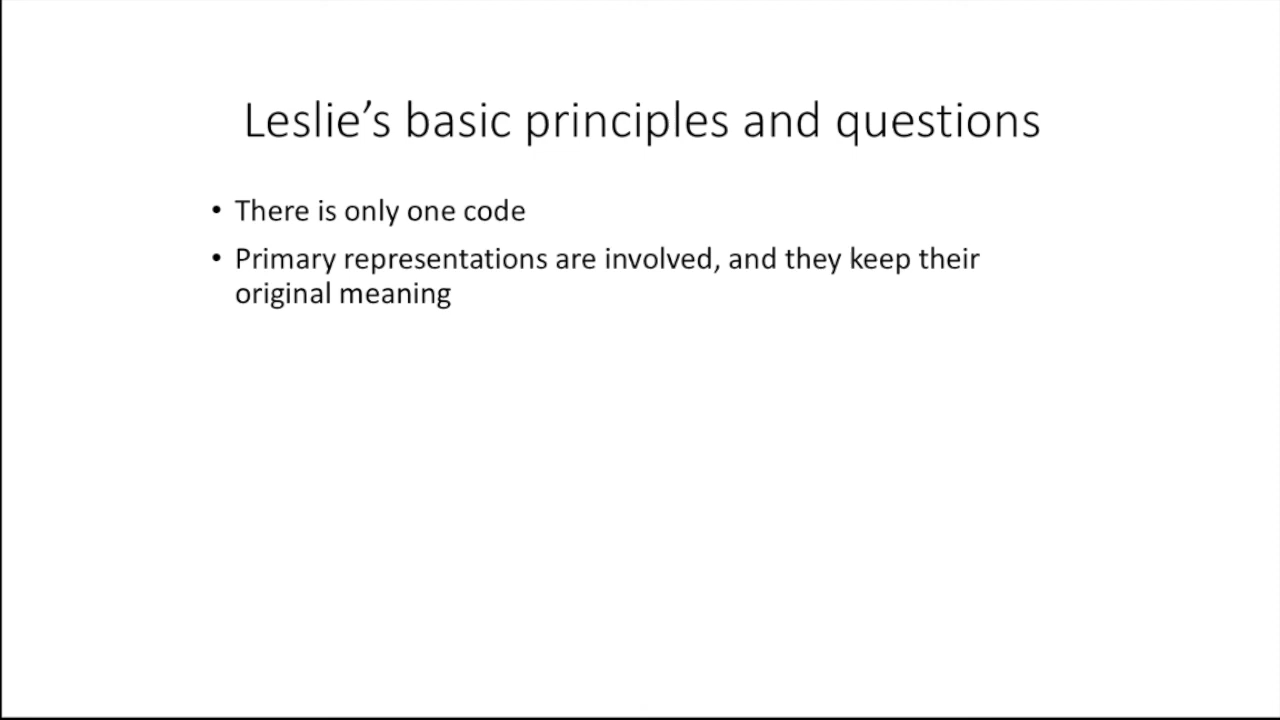 Leslie’s basic principles and questions
• There is only one code
• Primary representations are involved, and they keep their
original meaning